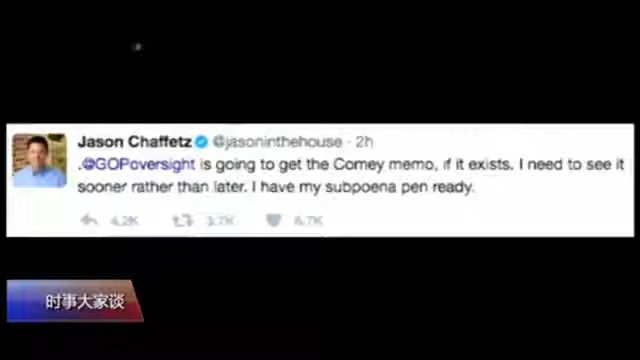 Jason Chaffetz @jasoninthehouse · 2h
.@GOPoversight is going to get the Comey memo, if it exists. I need to see it
sooner rather than later. I have my subpoena pen ready.
4.2K 3.7K 6.7K
时事大家谈